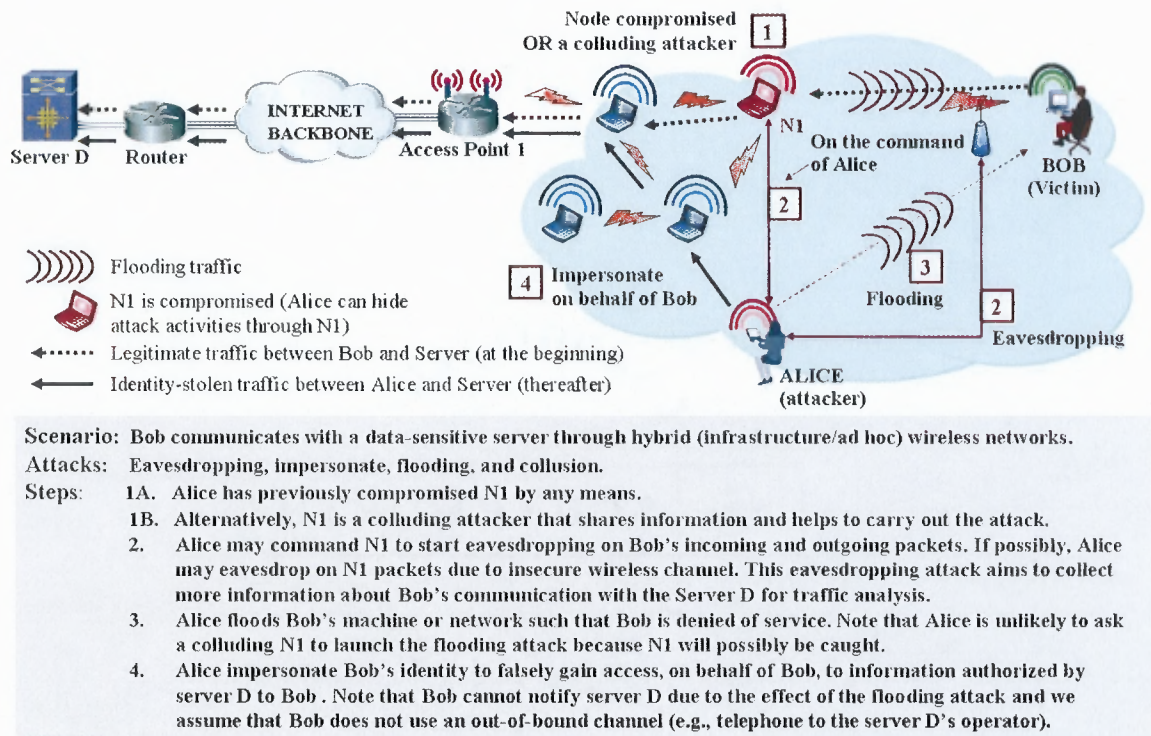 Node compromised
OR a colluding attacker
1
INTERNET
BACKBONE
Server D
Router
Access Point 1
N1
On the command
of Alice
BOB
(Victim)
2
3
Flooding
4
Impersonate
on behalf of Bob
2
Eavesdropping
ALICE
(attacker)
Flooding traffic
N1 is compromised (Alice can hide
attack activities through N1)
Legitimate traffic between Bob and Server (at the beginning)
Identity-stolen traffic between Alice and Server (thereafter)
Scenario: Bob communicates with a data-sensitive server through hybrid (infrastructure/ad hoc) wireless networks.
Attacks: Eavesdropping, impersonate, flooding, and collusion.
Steps: 1A. Alice has previously compromised N1 by any means.
1B. Alternatively, N1 is a colluding attacker that shares information and helps to carry out the attack.
2. Alice may command N1 to start eavesdropping on Bob's incoming and outgoing packets. If possibly, Alice
may eavesdrop on N1 packets due to insecure wireless channel. This eavesdropping attack aims to collect
more information about Bob's communication with the Server D for traffic analysis.
3. Alice floods Bob's machine or network such that Bob is denied of service. Note that Alice is unlikely to ask
a colluding N1 to launch the flooding attack because N1 will possibly be caught.
4. Alice impersonate Bob's identity to falsely gain access, on behalf of Bob, to information authorized by
server D to Bob . Note that Bob cannot notify server D due to the effect of the flooding attack and we
assume that Bob does not use an out-of-bound channel (e.g., telephone to the server D's operator).